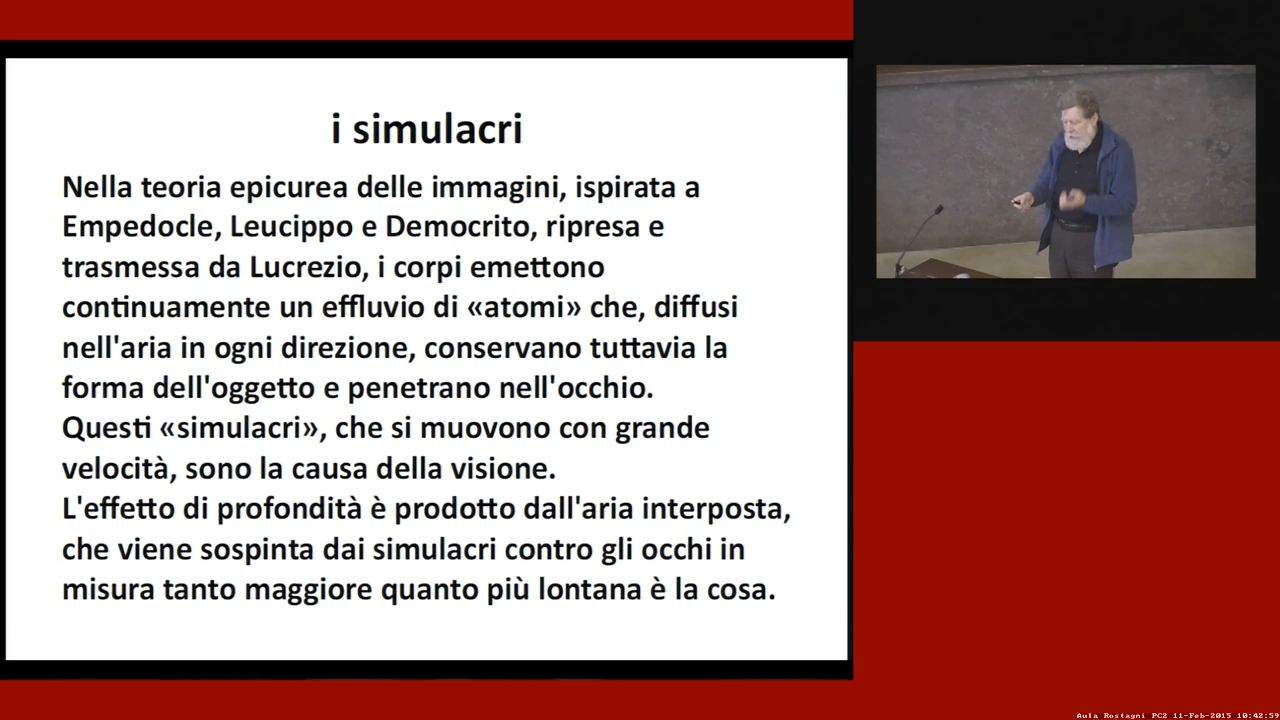 i simulacri
Nella teoria epicurea delle immagini, ispirata a
Empedocle, Leucippo e Democrito, ripresa e
trasmessa da Lucrezio, i corpi emettono
continuamente un effluvio di «atomi» che, diffusi
nell'aria in ogni direzione, conservano tuttavia la
forma dell'oggetto e penetrano nell'occhio.
Questi «simulacri», che si muovono con grande
velocità, sono la causa della visione.
L'effetto di profondità è prodotto dall'aria interposta,
che viene sospinta dai simulacri contro gli occhi in
misura tanto maggiore quanto più lontana è la cosa.
Aula Rostagni PC2 11-Feb-2015 10:42:59